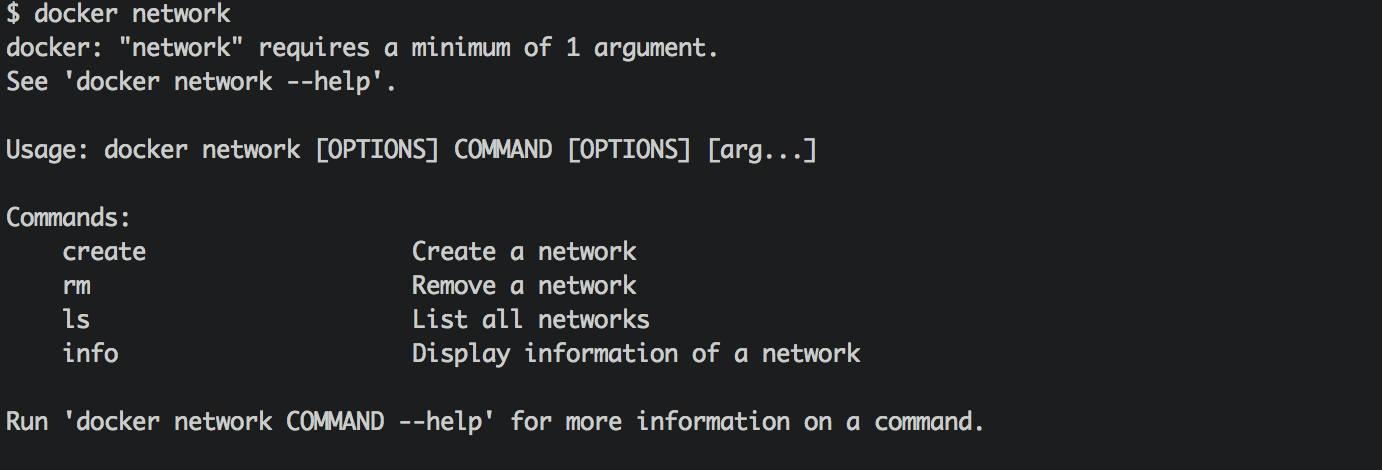 $ docker network
docker: "network" requires a minimum of 1 argument.
See 'docker network --help'.
Usage: docker network [OPTIONS] COMMAND [OPTIONS] [arg...]
Commands:
create Create a network
rm Remove a network
ls List all networks
info Display information of a network
Run 'docker network COMMAND --help' for more information on a command.